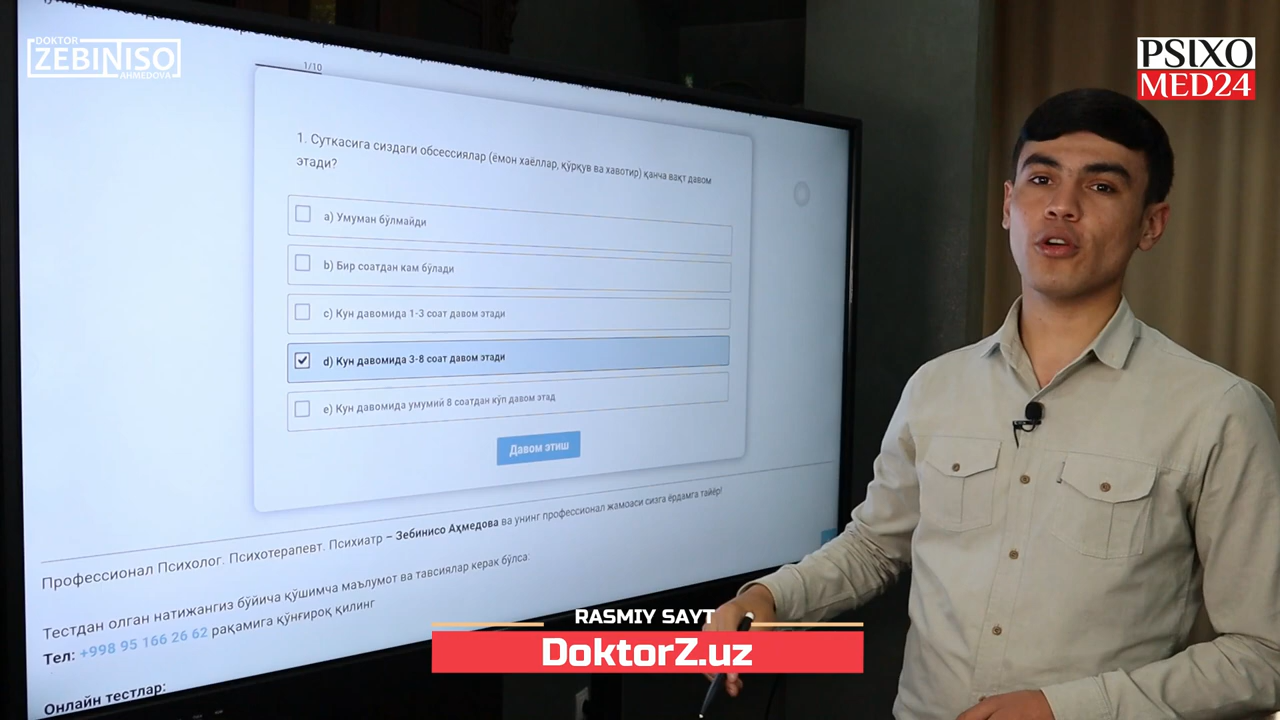 DOKTOR
ZEBINISO
AHMEDOVA
PSIXO
MED24
1/10
1. Суткасига сиздаги обсессиялар (ёмон хаёллар, қўрқув ва хавотир) қанча вақт давом
этади?
a) Умуман бўлмайди
b) Бир соатдан кам бўлади
c) Кун давомида 1-3 соат давом этади
d) Кун давомида 3-8 соат давом этади
e) Кун давомида умумий 8 соатдан кўп давом этад
Давом этиш
Профессионал Психолог. Психотерапевт. Психиатр – Зебинисо Аҳмедова ва унинг профессионал жамоаси сизга ёрдамга тайёр!
Тестдан олган натижангиз бўйича қўшимча маълумот ва тавсиялар керак бўлса:
Тел: +998 95 166 26 62 рақамига қўнғироқ қилинг
Онлайн тестлар:
RASMIY SAYT
DoktorZ.uz